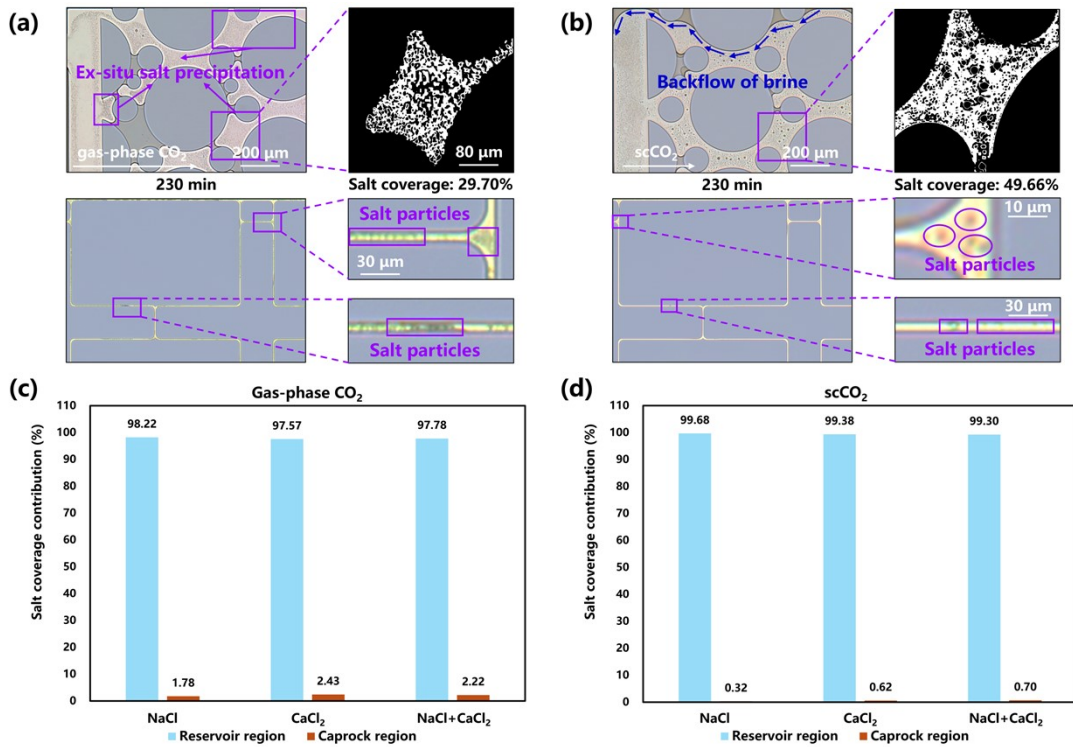 (a)
Ex-situ salt precipitation
gas-phase CO₂
200 μm
80 μm
230 min
Salt coverage: 29.70%
Salt particles
30 μm
Salt particles
(b)
Backflow of brine
scCO₂
200 μm
230 min
Salt coverage: 49.66%
10 μm
Salt particles
30 μm
Salt particles
(c)
Gas-phase CO₂
Salt coverage contribution (%)
110
100
90
80
70
60
50
40
30
20
10
0
98.22
1.78
97.57
2.43
97.78
2.22
NaCl
CaCl₂
NaCl+CaCl₂
Reservoir region
Caprock region
(d)
scCO₂
Salt coverage contribution (%)
110
100
90
80
70
60
50
40
30
20
10
0
99.68
0.32
99.38
0.62
99.30
0.70
NaCl
CaCl₂
NaCl+CaCl₂
Reservoir region
Caprock region